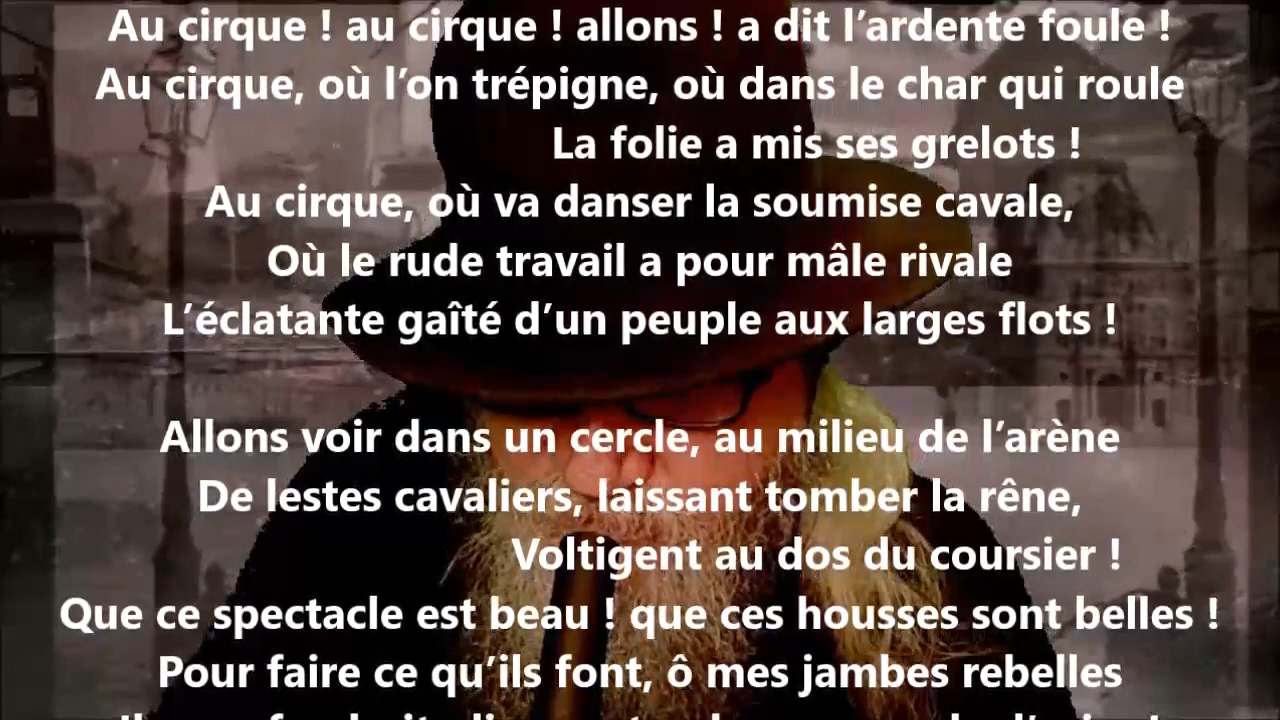 Au cirque ! au cirque ! allons ! a dit l’ardente foule !
Au cirque, où l’on trépigne, où dans le char qui roule
La folie a mis ses grelots !
Au cirque, où va danser la soumise cavale,
Où le rude travail a pour mâle rivale
L’éclatante gaîté d’un peuple aux larges flots !
Allons voir dans un cercle, au milieu de l’arène
De lestes cavaliers, laissant tomber la rêne,
Voltigent au dos du coursier !
Que ce spectacle est beau ! que ces housses sont belles !
Pour faire ce qu’ils font, ô mes jambes rebelles